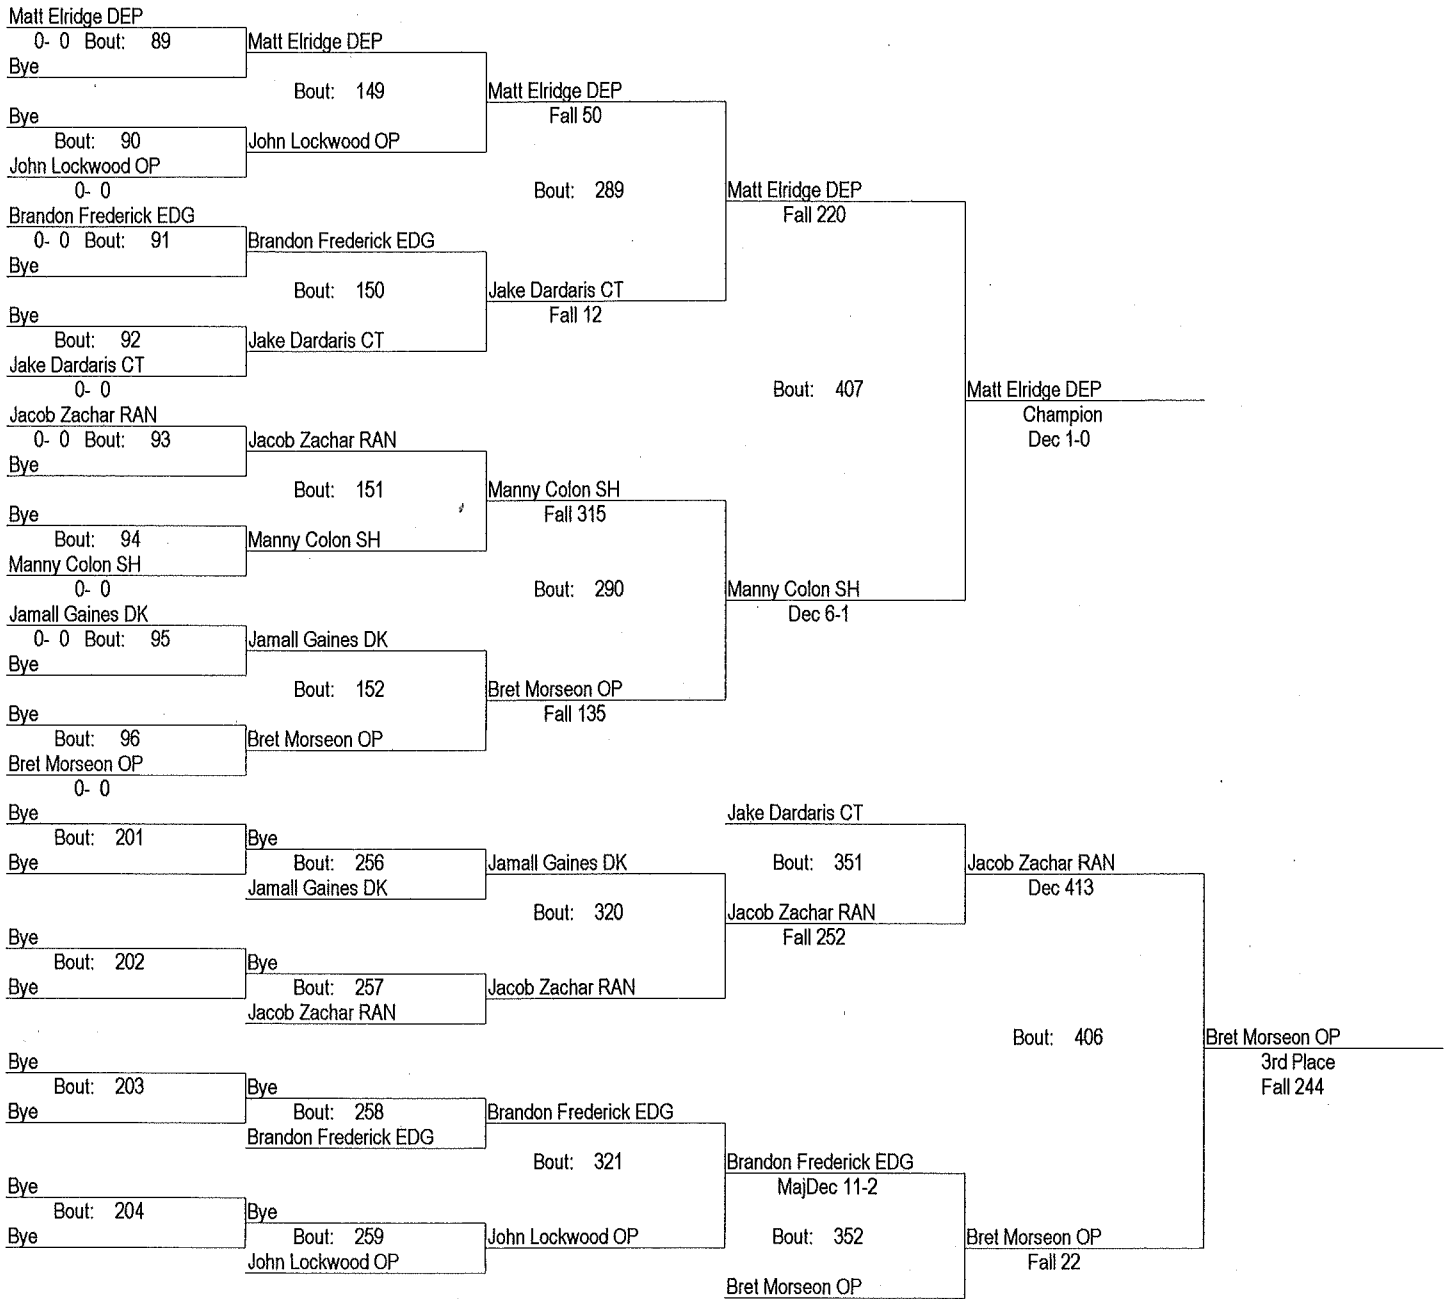 Matt Elridge DEP
0- 0 Bout: 89
Bye
Matt Elridge DEP
Bout: 149
Bye
Bout: 90
John Lockwood OP
0- 0
John Lockwood OP
Matt Elridge DEP
Fall 50
Bout: 289
Brandon Frederick EDG
0- 0 Bout: 91
Bye
Brandon Frederick EDG
Bout: 150
Bye
Bout: 92
Jake Dardaris CT
0- 0
Jake Dardaris CT
Jake Dardaris CT
Fall 12
Matt Elridge DEP
Fall 220
Bout: 407
Jacob Zachar RAN
0- 0 Bout: 93
Bye
Jacob Zachar RAN
Bout: 151
Bye
Bout: 94
Manny Colon SH
0- 0
Manny Colon SH
Manny Colon SH
Fall 315
Bout: 290
Jamall Gaines DK
0- 0 Bout: 95
Bye
Jamall Gaines DK
Bout: 152
Bye
Bout: 96
Bret Morseon OP
0- 0
Bret Morseon OP
Bret Morseon OP
Fall 135
Manny Colon SH
Dec 6-1
Matt Elridge DEP
Champion
Dec 1-0
Bye
Bout: 201
Bye
Bye
Bout: 256
Jamall Gaines DK
Jamall Gaines DK
Bout: 320
Bye
Bout: 202
Bye
Bye
Bout: 257
Jacob Zachar RAN
Jacob Zachar RAN
Jake Dardaris CT
Bout: 351
Jacob Zachar RAN
Fall 252
Jacob Zachar RAN
Dec 413
Bout: 406
Bye
Bout: 203
Bye
Bye
Bout: 258
Brandon Frederick EDG
Brandon Frederick EDG
Bout: 321
Bye
Bout: 204
Bye
Bye
Bout: 259
John Lockwood OP
John Lockwood OP
Brandon Frederick EDG
MajDec 11-2
Bout: 352
Bret Morseon OP
Bret Morseon OP
Fall 22
Bret Morseon OP
3rd Place
Fall 244